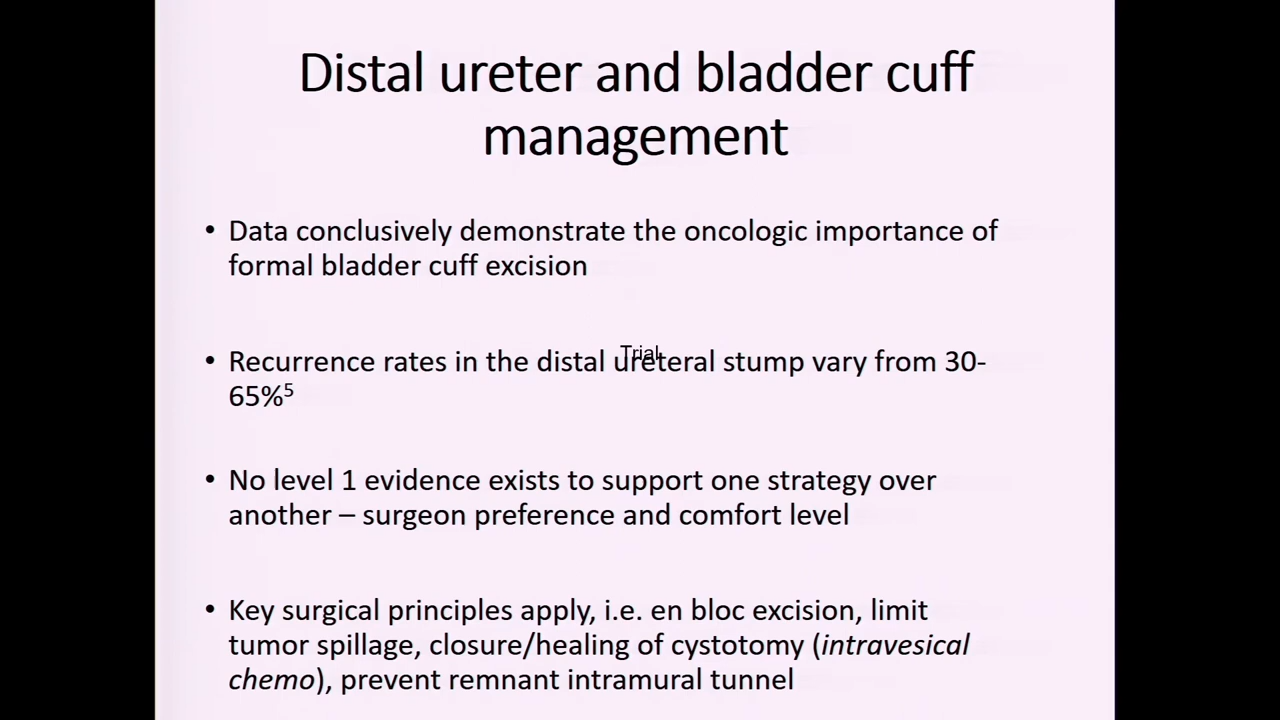 Distal ureter and bladder cuff
management
• Data conclusively demonstrate the oncologic importance of
formal bladder cuff excision
Trial
• Recurrence rates in the distal ureteral stump vary from 30-
65%⁵
• No level 1 evidence exists to support one strategy over
another – surgeon preference and comfort level
• Key surgical principles apply, i.e. en bloc excision, limit
tumor spillage, closure/healing of cystotomy (intravesical
chemo), prevent remnant intramural tunnel